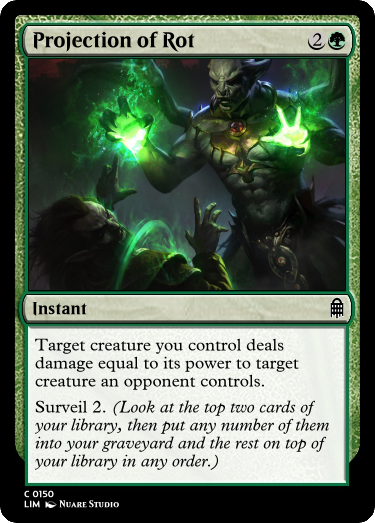 Projection of Rot 2
Instant
Target creature you control deals
damage equal to its power to target
creature an opponent controls.
Surveil 2. (Look at the top two cards of
your library, then put any number of them
into your graveyard and the rest on top of
your library in any order.)
C 0150
LIM Nuare Studio